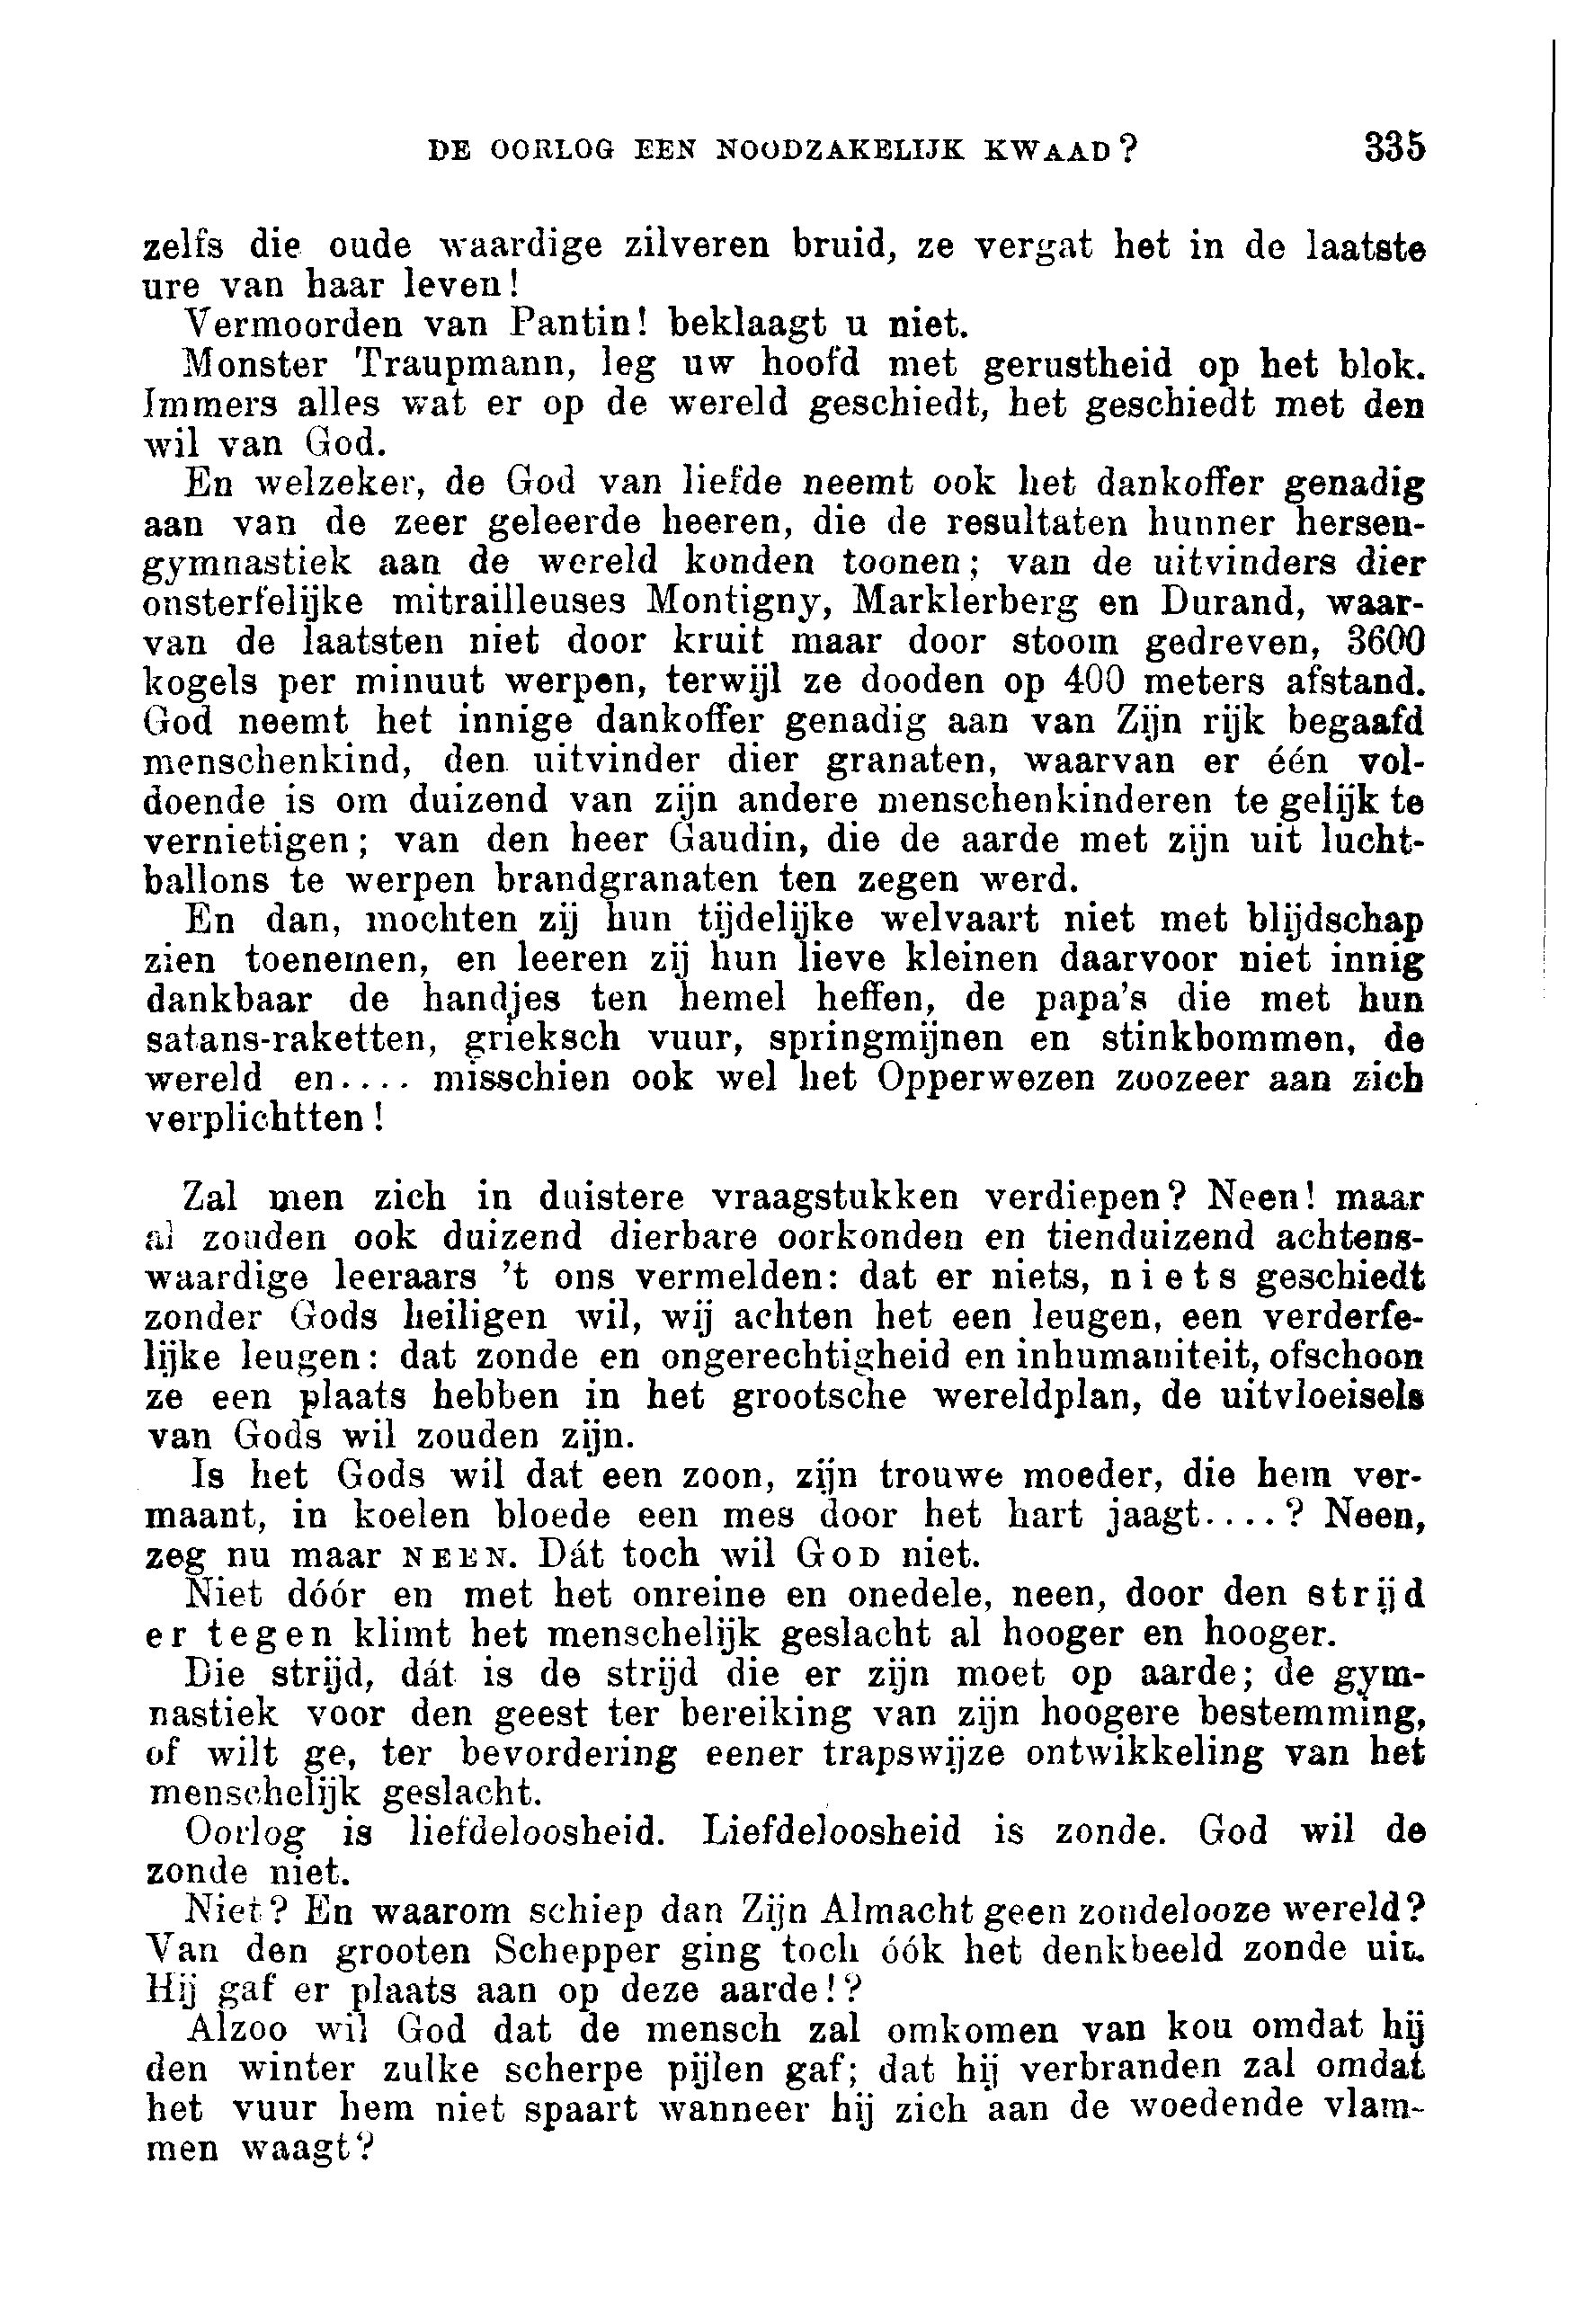 DE OORLOG EEN NOODZAKELIJK KWAAD? 335
zelfs die oude waardige zilveren bruid, ze vergat het in de laatste
ure van haar leven!
Vermoorden van Pantin! beklaagt u niet.
Monster Traupmann, leg uw hoofd met gerustheid op het blok.
Immers alles wat er op de wereld geschiedt, het geschiedt met den
wil van God.
En welzeker, de God van liefde neemt ook het dankoffer genadig
aan van de zeer geleerde heeren, die de resultaten hunner hersen-
gymnastiek aan de wereld konden toonen; van de uitvinders dier
onsterfelijke mitrailleuses Montigny, Marklerberg en Durand, waar-
van de laatsten niet door kruit maar door stoom gedreven, 3600
kogels per minuut werpen, terwijl ze dooden op 400 meters afstand.
God neemt het innige dankoffer genadig aan van Zijn rijk begaafd
menschenkind, den uitvinder dier granaten, waarvan er één vol-
doende is om duizend van zijn andere menschenkinderen te gelijk te
vernietigen; van den heer Gaudin, die de aarde met zijn uit lucht-
ballons te werpen brandgranaten ten zegen werd.
En dan, mochten zij hun tijdelijke welvaart niet met blijdschap
zien toenemen, en leeren zij hun lieve kleinen daarvoor niet innig
dankbaar de handjes ten hemel heffen, de papa's die met hun
satans-raketten, grieksch vuur, springmijnen en stinkbommen, de
wereld en.... misschien ook wel het Opperwezen zoozeer aan zich
verplichtten!
Zal men zich in duistere vraagstukken verdiepen? Neen! maar
al zouden ook duizend dierbare oorkonden en tienduizend achtens-
waardige leeraars 't ons vermelden: dat er niets, niets geschiedt
zonder Gods heiligen wil, wij achten het een leugen, een verderfe-
lijke leugen: dat zonde en ongerechtigheid en inhumaniteit, ofschoon
ze een plaats hebben in het grootsche wereldplan, de uitvloeisels
van Gods wil zouden zijn.
Is het Gods wil dat een zoon, zijn trouwe moeder, die hem ver-
maant, in koelen bloede een mes door het hart jaagt....? Neen,
zeg nu maar NEEN. Dát toch wil GOD niet.
Niet dóór en met het onreine en onedele, neen, door den strijd
er tegen klimt het menschelijk geslacht al hooger en hooger.
Die strijd, dát is de strijd die er zijn moet op aarde; de gym-
nastiek voor den geest ter bereiking van zijn hoogere bestemming,
of wilt ge, ter bevordering eener trapswijze ontwikkeling van het
menschelijk geslacht.
Oorlog is liefdeloosheid. Liefdeloosheid is zonde. God wil de
zonde niet.
Niet? En waarom schiep dan Zijn Almacht geen zondelooze wereld?
Van den grooten Schepper ging toch óók het denkbeeld zonde uit.
Hij gaf er plaats aan op deze aarde!?
Alzoo wil God dat de mensch zal omkomen van kou omdat hij
den winter zulke scherpe pijlen gaf; dat hij verbranden zal omdat
het vuur hem niet spaart wanneer hij zich aan de woedende vlam-
men waagt?